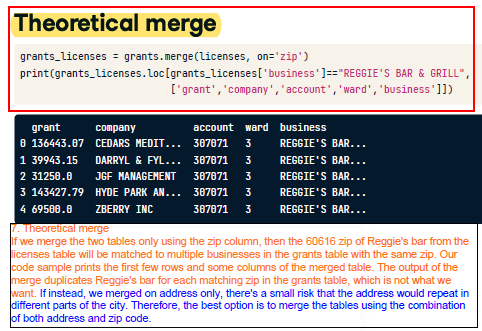 Theoretical merge
grants_licenses = grants.merge(licenses, on='zip')
print(grants_licenses.loc[grants_licenses['business']=="REGGIE'S BAR & GRILL",
['grant','company','account','ward','business']])
grant company account ward business
0 136443.07 CEDARS MEDIT... 307071 3 REGGIE'S BAR...
1 39943.15 DARRYL & FYL... 307071 3 REGGIE'S BAR...
2 31250.0 JGF MANAGEMENT 307071 3 REGGIE'S BAR...
3 143427.79 HYDE PARK AN... 307071 3 REGGIE'S BAR...
4 69500.0 ZBERRY INC 307071 3 REGGIE'S BAR...
7. Theoretical merge
If we merge the two tables only using the zip column, then the 60616 zip of Reggie's bar from the
licenses table will be matched to multiple businesses in the grants table with the same zip. Our
code sample prints the first few rows and some columns of the merged table. The output of the
merge duplicates Reggie's bar for each matching zip in the grants table, which is not what we
want. If instead, we merged on address only, there's a small risk that the address would repeat in
different parts of the city. Therefore, the best option is to merge the tables using the combination
of both address and zip code.